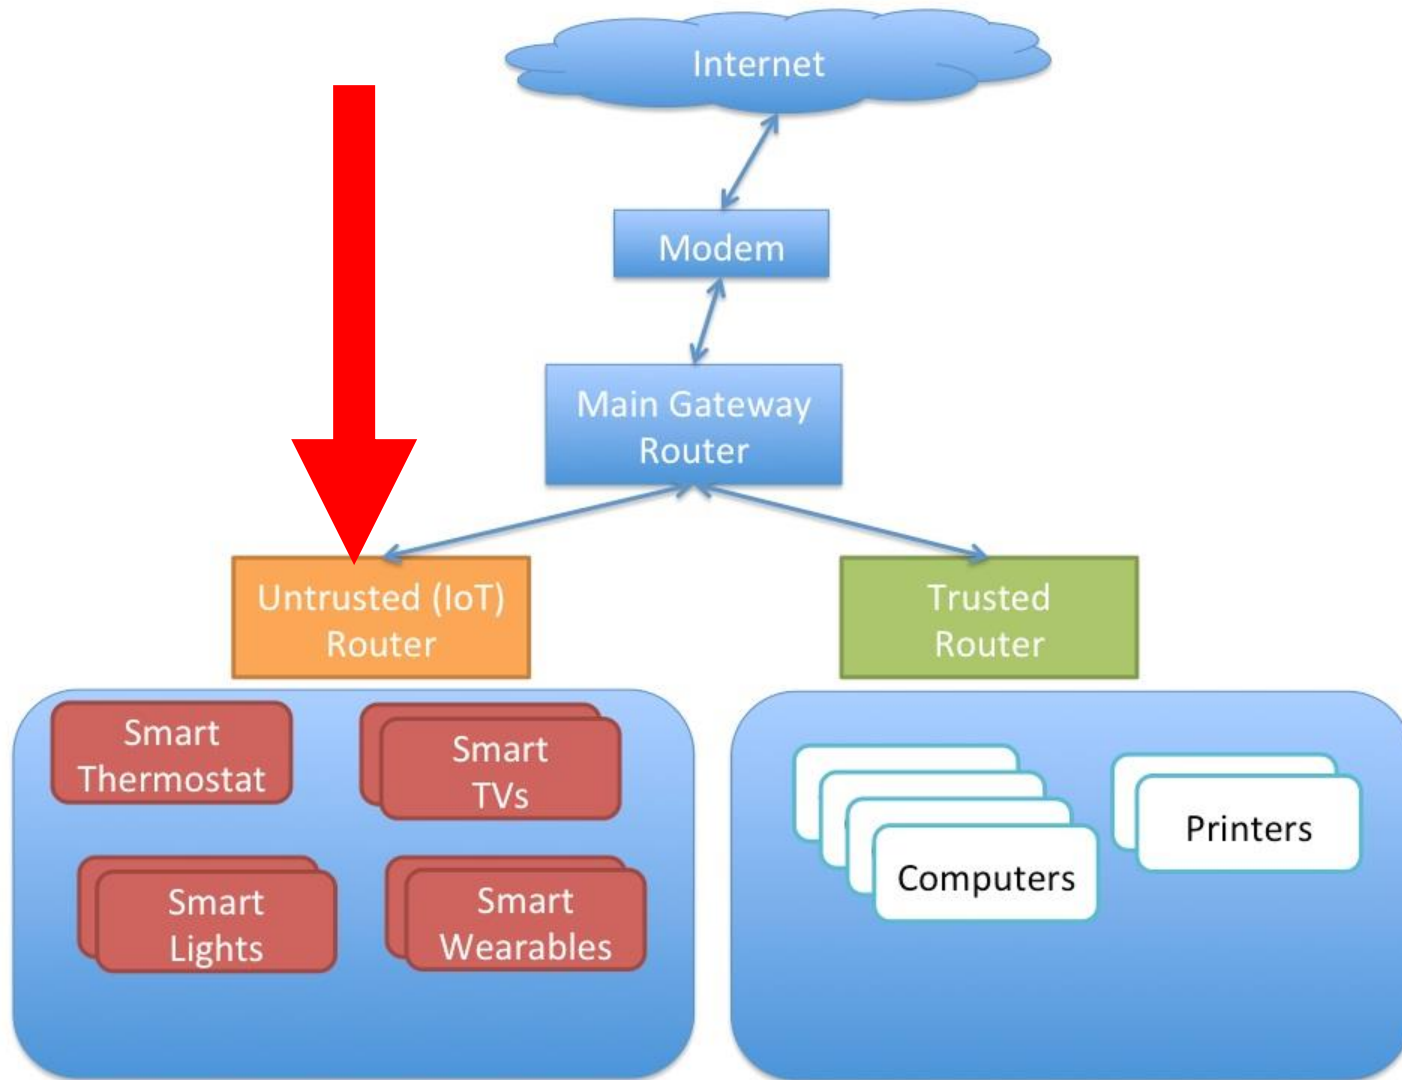 Internet
Modem
Main Gateway
Router
Untrusted (IoT)
Router
Trusted
Router
Smart
Thermostat
Smart
TVs
Smart
Lights
Smart
Wearables
Computers
Printers